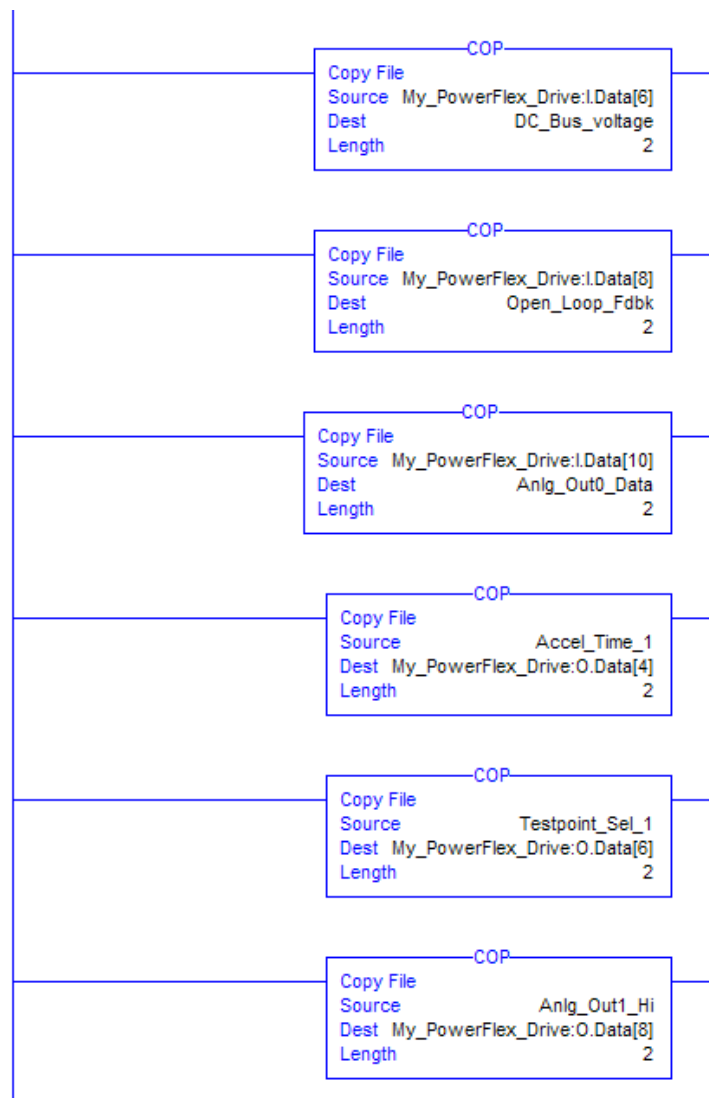 COP
Copy File
Source My_PowerFlex_Drive:I.Data[6]
Dest DC_Bus_voltage
Length 2
COP
Copy File
Source My_PowerFlex_Drive:I.Data[8]
Dest Open_Loop_Fdbk
Length 2
COP
Copy File
Source My_PowerFlex_Drive:I.Data[10]
Dest Anlg_Out0_Data
Length 2
COP
Copy File
Source Accel_Time_1
Dest My_PowerFlex_Drive:O.Data[4]
Length 2
COP
Copy File
Source Testpoint_Sel_1
Dest My_PowerFlex_Drive:O.Data[6]
Length 2
COP
Copy File
Source Anlg_Out1_Hi
Dest My_PowerFlex_Drive:O.Data[8]
Length 2